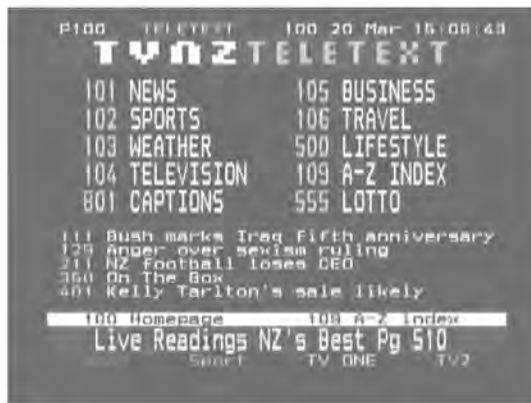 P100 TELETEXT 100 20 Mar 15:08:49
TVNZ TELETEXT
101 NEWS 105 BUSINESS
102 SPORTS 106 TRAVEL
103 WEATHER 500 LIFESTYLE
104 TELEVISION 109 A-Z INDEX
801 CAPTIONS 555 LOTTO
111 Bush marks Iraq fifth anniversary
129 Anger over sexism ruling
211 NZ Football loses CEO
350 On The Box
401 Kelly Tarlton's sale likely
100 Homepage 109 A-Z Index
Live Readings NZ's Best Pg 510
Sport TV ONE TV2